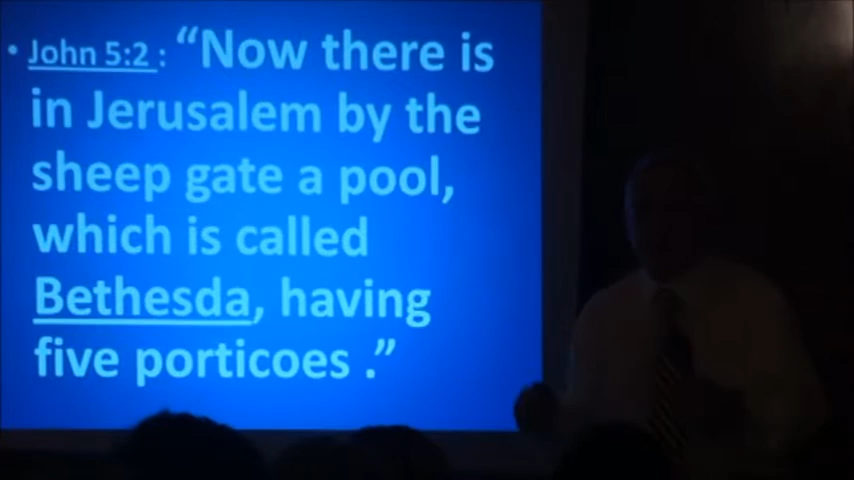 • John 5:2 : “Now there is
in Jerusalem by the
sheep gate a pool,
which is called
Bethesda, having
five porticoes .”